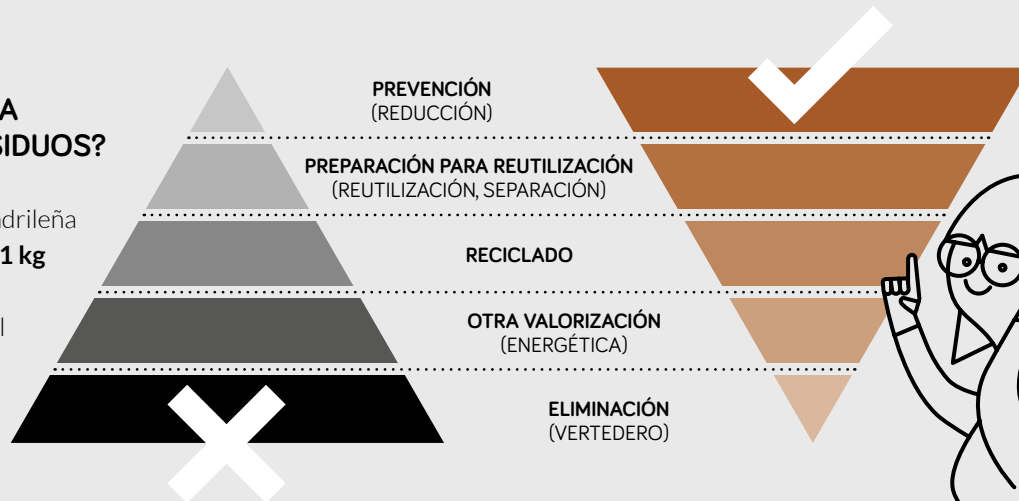 A
SIDUOS?
drileña
1 kg
l
PREVENCIÓN
(REDUCCIÓN)
PREPARACIÓN PARA REUTILIZACIÓN
(REUTILIZACIÓN, SEPARACIÓN)
RECICLADO
OTRA VALORIZACIÓN
(ENERGÉTICA)
ELIMINACIÓN
(VERTEDERO)